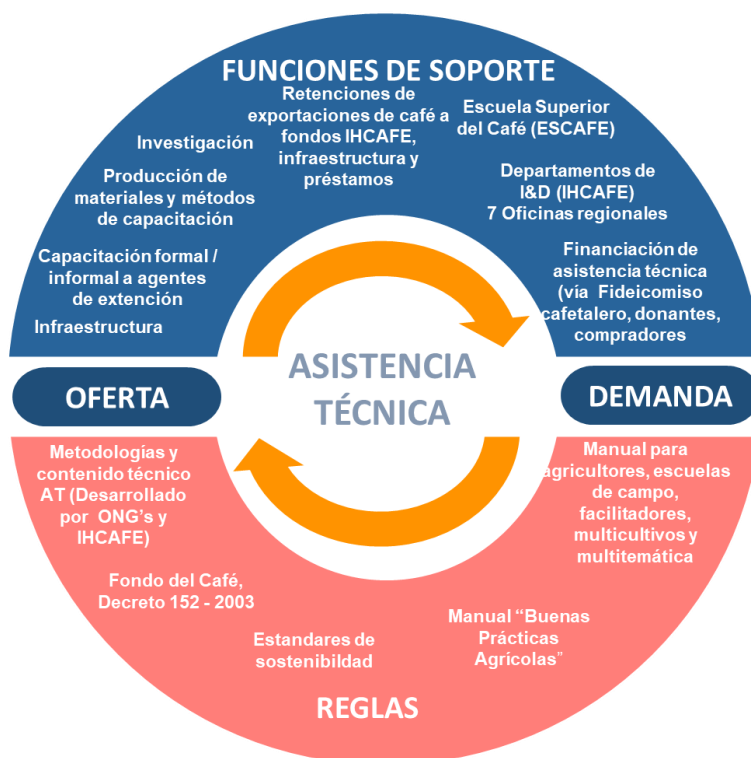 FUNCIONES DE SOPORTE
Retenciones de
exportaciones de café a
fondos IHCAFE,
infraestructura y
préstamos
Escuela Superior
del Café (ESCAFE)
Investigación
Producción de
materiales y métodos
de capacitación
Departamentos de
I&D (IHCAFE)
7 Oficinas regionales
Capacitación formal /
informal a agentes
de extención
Financiación de
asistencia técnica
(vía Fideicomiso
cafetalero, donantes,
compradores
Infraestructura
ASISTENCIA
TÉCNICA
OFERTA
DEMANDA
Metodologías y
contenido técnico
AT (Desarrollado
por ONG's y
IHCAFE)
Manual para
agricultores, escuelas
de campo,
facilitadores,
multicultivos y
multitemática
Fondo del Café,
Decreto 152 - 2003
Estandares de
sostenibildad
Manual “Buenas
Prácticas
Agrícolas”
REGLAS